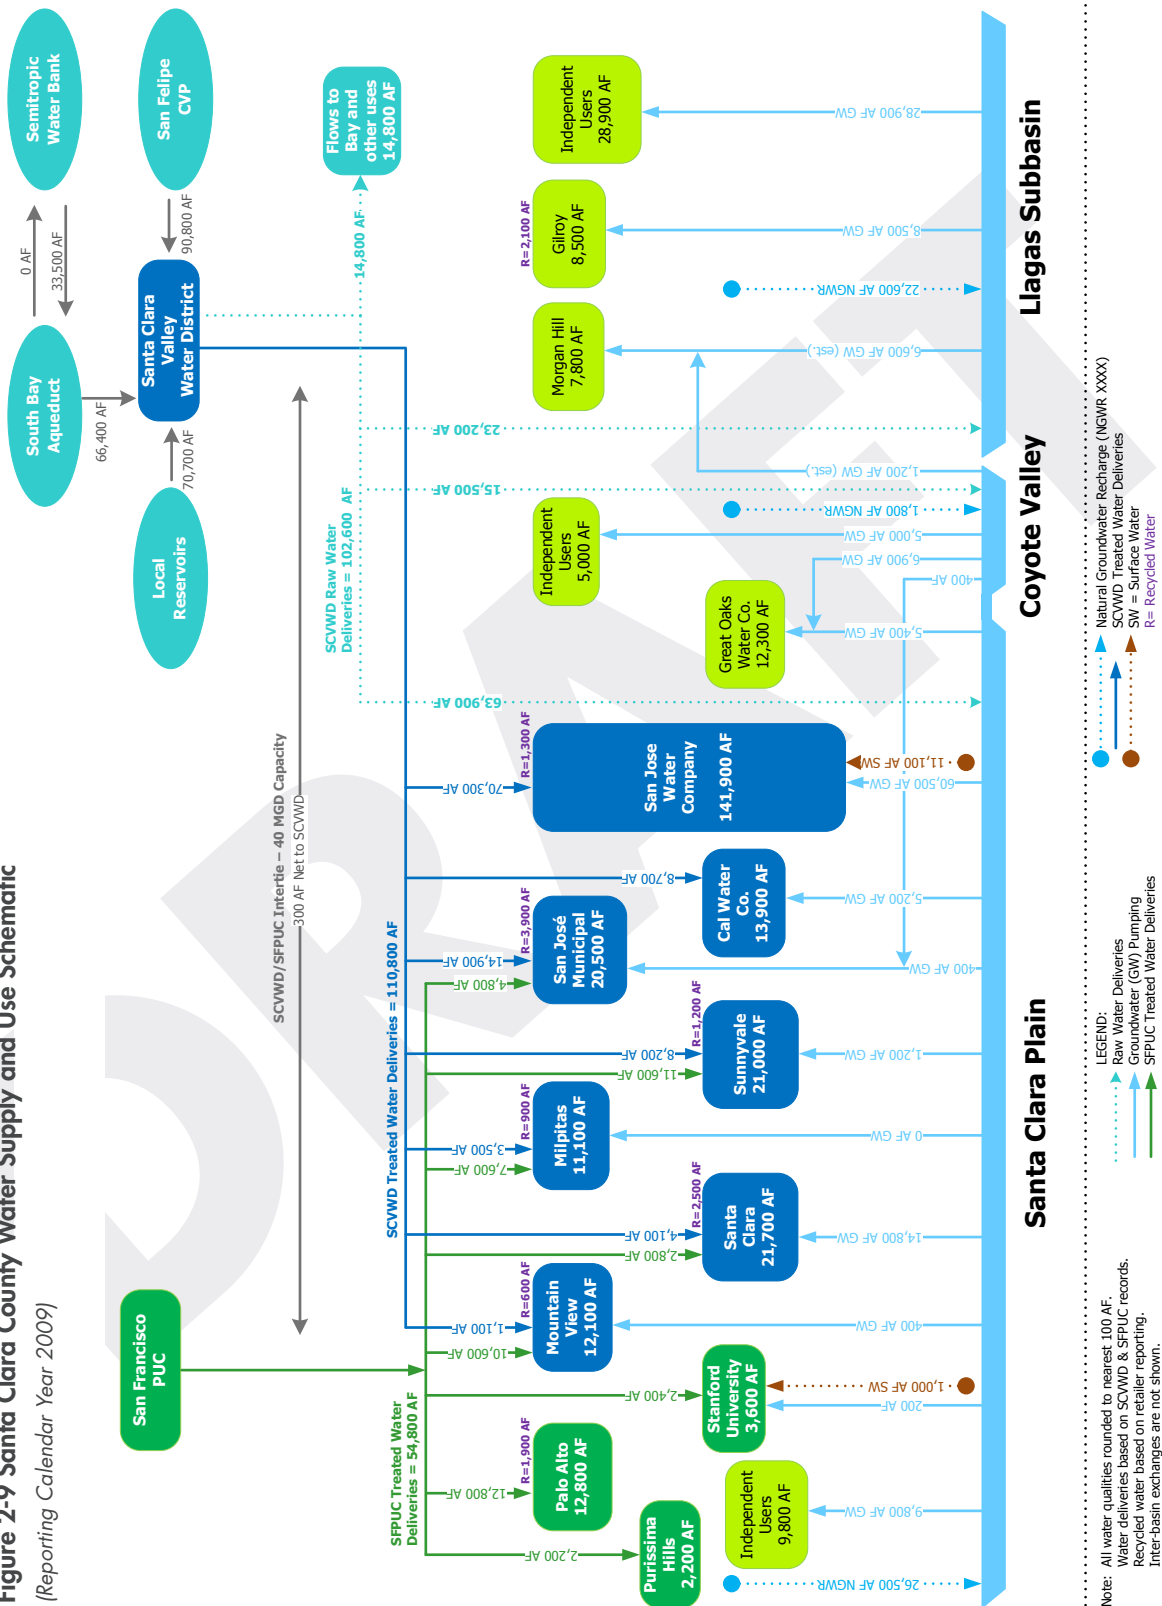 Figure 2-9 Santa Clara County Water Supply and Use Schematic
(Reporting Calendar Year 2009)
DRAFT
San Francisco
PUC
SCVWD/SFPUC Intertie – 40 MGD Capacity
300 AF Net to SCVWD
Local
Reservoirs
70,700 AF
South Bay
Aqueduct
66,400 AF
0 AF
33,500 AF
Semitropic
Water Bank
San Felipe
CVP
90,800 AF
Santa Clara
Valley
Water District
SCVWD Raw Water
Deliveries = 102,600 AF
14,800 AF
Flows to
Bay and
other uses
14,800 AF
SFPUC Treated Water
Deliveries = 54,800 AF
SCVWD Treated Water Deliveries = 110,800 AF
2,200 AF
12,800 AF
2,400 AF
10,600 AF
1,100 AF
2,800 AF
4,100 AF
7,600 AF
3,500 AF
11,600 AF
8,200 AF
4,800 AF
14,900 AF
8,700 AF
70,300 AF
63,900 AF
15,500 AF
23,200 AF
Purissima
Hills
2,200 AF
R=1,900 AF
Palo Alto
12,800 AF
Stanford
University
3,600 AF
R=600 AF
Mountain
View
12,100 AF
R=2,500 AF
Santa
Clara
21,700 AF
R=900 AF
Milpitas
11,100 AF
R=1,200 AF
Sunnyvale
21,000 AF
R=3,900 AF
San José
Municipal
20,500 AF
Cal Water
Co.
13,900 AF
R=1,300 AF
San Jose
Water
Company
141,900 AF
Great Oaks
Water Co.
12,300 AF
Independent
Users
5,000 AF
Morgan Hill
7,800 AF
R=2,100 AF
Gilroy
8,500 AF
Independent
Users
28,900 AF
Independent
Users
9,800 AF
26,500 AF NGWR
9,800 AF GW
200 AF
1,000 AF SW
400 AF GW
14,800 AF GW
0 AF GW
1,200 AF GW
400 AF GW
5,200 AF GW
60,500 AF GW
11,100 AF SW
5,400 AF GW
400 AF
6,900 AF GW
5,000 AF GW
1,800 AF NGWR
1,200 AF GW (est.)
6,600 AF GW (est.)
22,600 AF NGWR
8,500 AF GW
28,900 AF GW
Santa Clara Plain
Coyote Valley
Llagas Subbasin
Note: All water qualities rounded to nearest 100 AF.
Water deliveries based on SCVWD & SFPUC records.
Recycled water based on retailer reporting.
Inter-basin exchanges are not shown.
LEGEND:
Raw Water Deliveries
Groundwater (GW) Pumping
SFPUC Treated Water Deliveries
Natural Groundwater Recharge (NGWR XXXX)
SCVWD Treated Water Deliveries
SW = Surface Water
R= Recycled Water